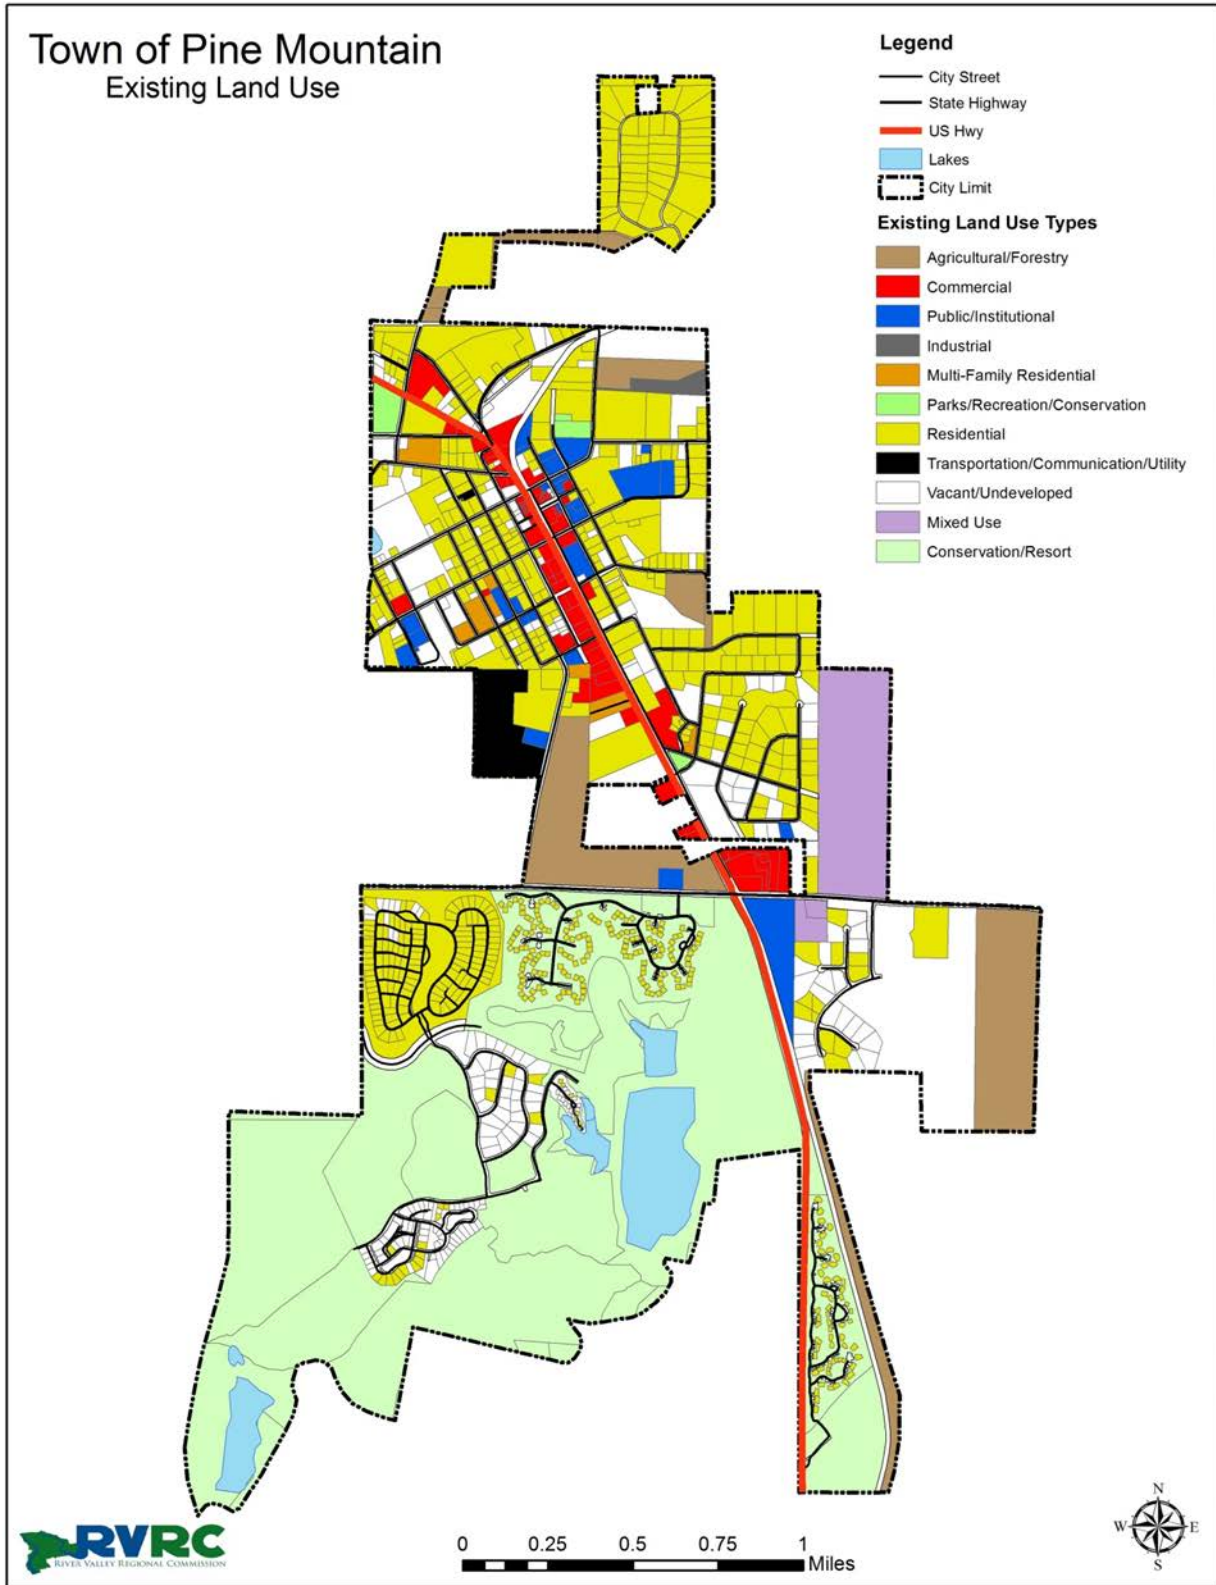 Town of Pine Mountain
Existing Land Use
Legend
City Street
State Highway
US Hwy
Lakes
City Limit
Existing Land Use Types
Agricultural/Forestry
Commercial
Public/Institutional
Industrial
Multi-Family Residential
Parks/Recreation/Conservation
Residential
Transportation/Communication/Utility
Vacant/Undeveloped
Mixed Use
Conservation/Resort
RVRC
RIVER VALLEY REGIONAL COMMISSION
0 0.25 0.5 0.75 1
Miles
N
W E
S